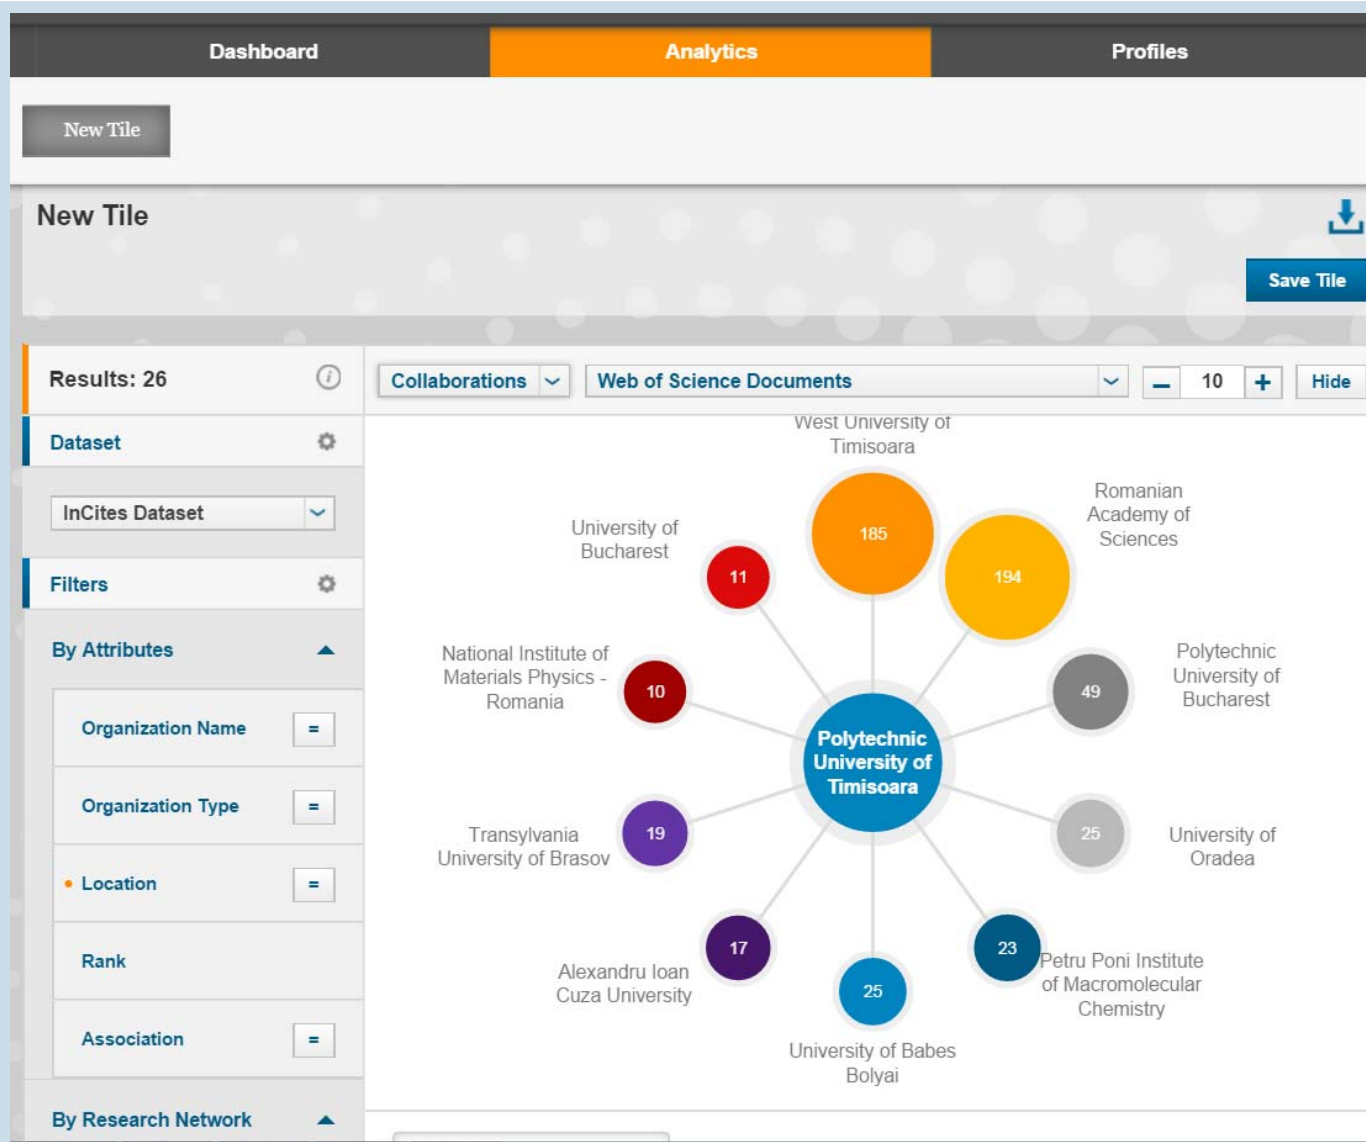 Dashboard
Analytics
Profiles
New Tile
New Tile
Save Tile
Results: 26
i
Collaborations
Web of Science Documents
10
Hide
Dataset
InCites Dataset
Filters
By Attributes
Organization Name =
Organization Type =
Location =
Rank
Association =
By Research Network
West University of
Timisoara
185
Romanian
Academy of
Sciences
194
Polytechnic
University of
Bucharest
49
University of
Oradea
25
Petru Poni Institute
of Macromolecular
Chemistry
23
University of Babes
Bolyai
25
Alexandru Ioan
Cuza University
17
Transylvania
University of Brasov
19
National Institute of
Materials Physics -
Romania
10
University of
Bucharest
11
Polytechnic
University of
Timisoara